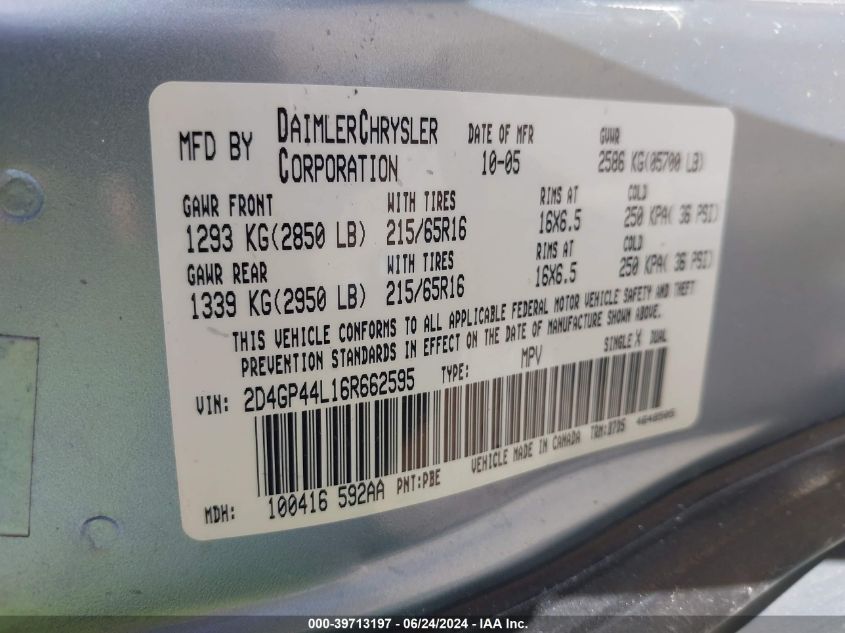 MFD BY DAIMLERCHRYSLER CORPORATION
DATE OF MFR 10-05
GVWR 2586 KG(05700 LB)
GAWR FRONT WITH TIRES RIMS AT COLD
1293 KG(2850 LB) 215/65R16 16X6.5 250 KPA( 36 PSI)
GAWR REAR WITH TIRES RIMS AT COLD
1339 KG(2950 LB) 215/65R16 16X6.5 250 KPA( 36 PSI)
THIS VEHICLE CONFORMS TO ALL APPLICABLE FEDERAL MOTOR VEHICLE SAFETY AND THEFT
PREVENTION STANDARDS IN EFFECT ON THE DATE OF MANUFACTURE SHOWN ABOVE.
VIN: 2D4GP44L16R662595 TYPE: MPV SINGLE X DUAL
MDH: 100416 592AA PNT:PBE VEHICLE MADE IN CANADA
000-39713197 - 06/24/2024 - IAA Inc.